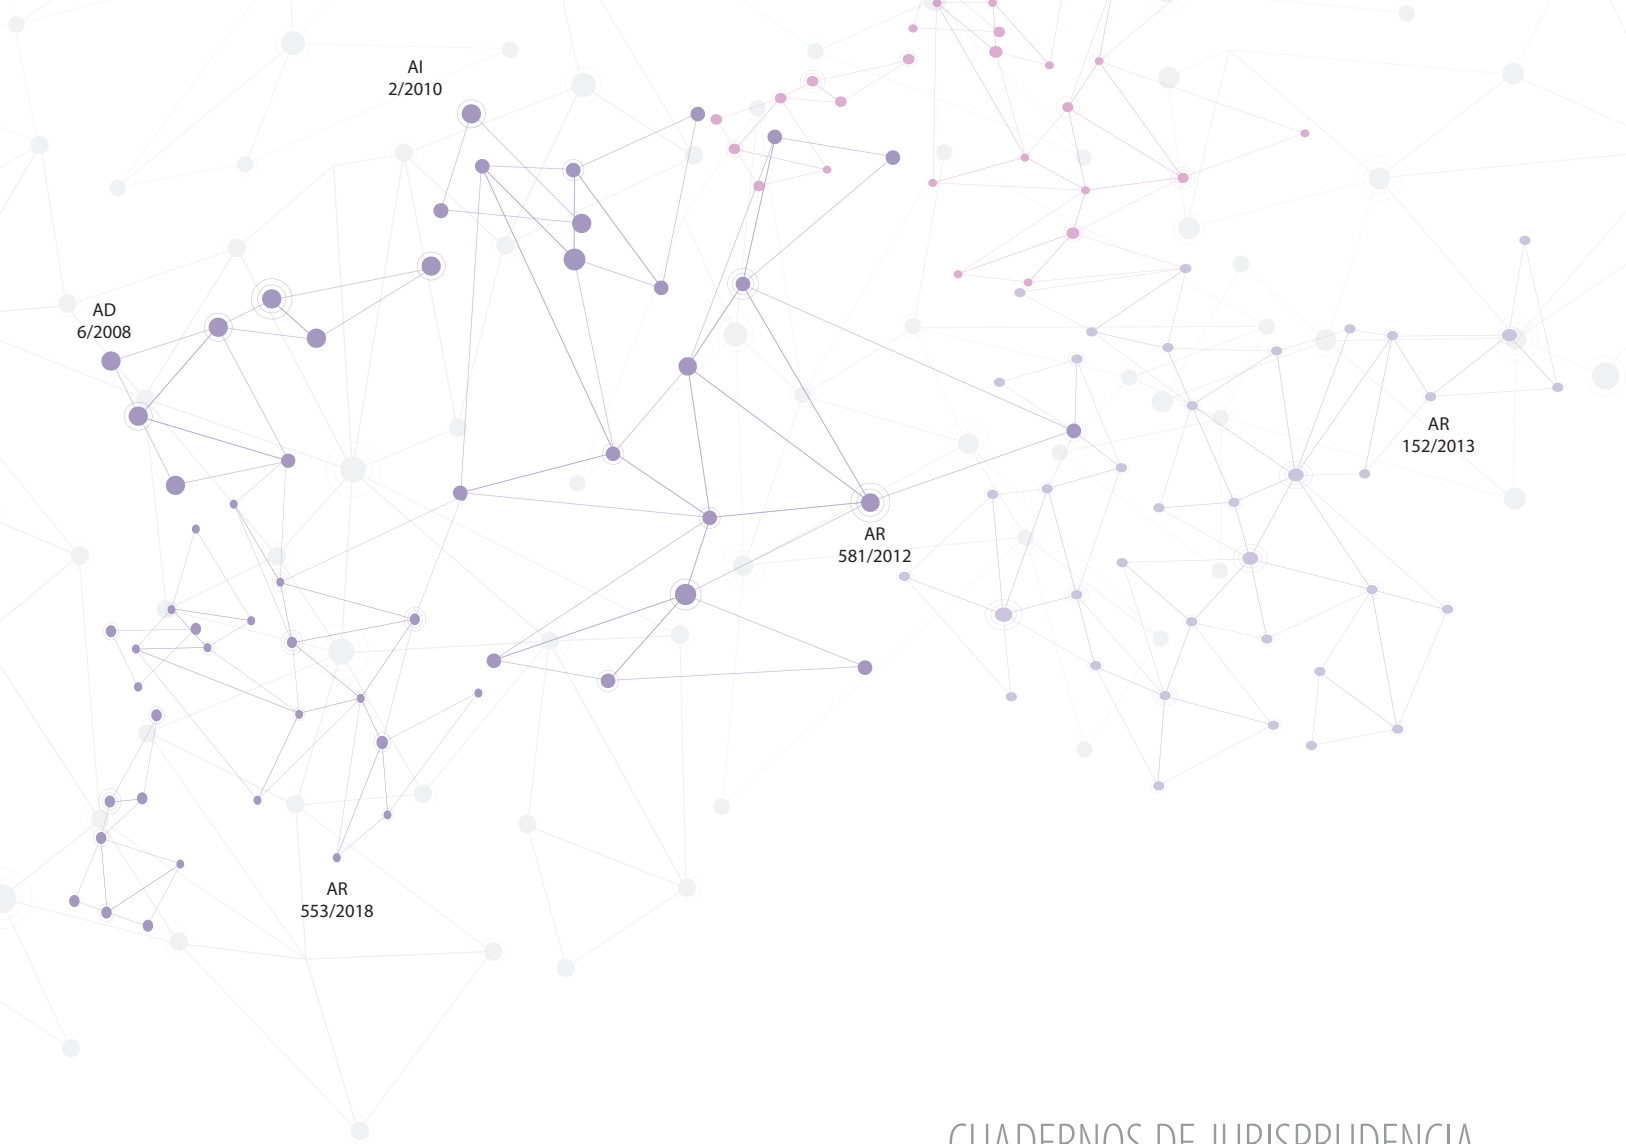 AI
2/2010
AD
6/2008
AR
152/2013
AR
581/2012
AR
553/2018
CUADERNOS DE JURISPRUDENCIA